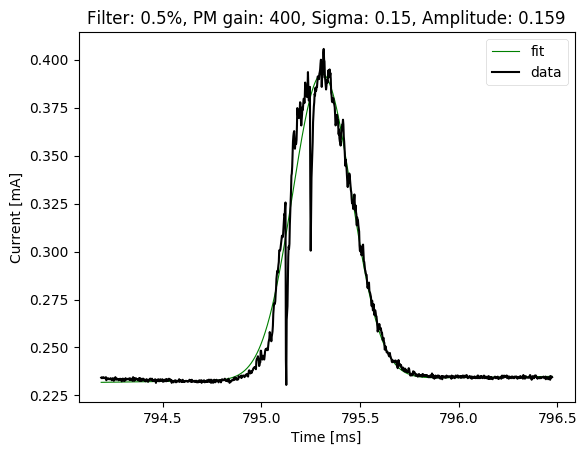 Filter: 0.5%, PM gain: 400, Sigma: 0.15, Amplitude: 0.159
fit
data
0.400
0.375
0.350
0.325
0.300
0.275
0.250
0.225
Current [mA]
794.5 795.0 795.5 796.0 796.5
Time [ms]